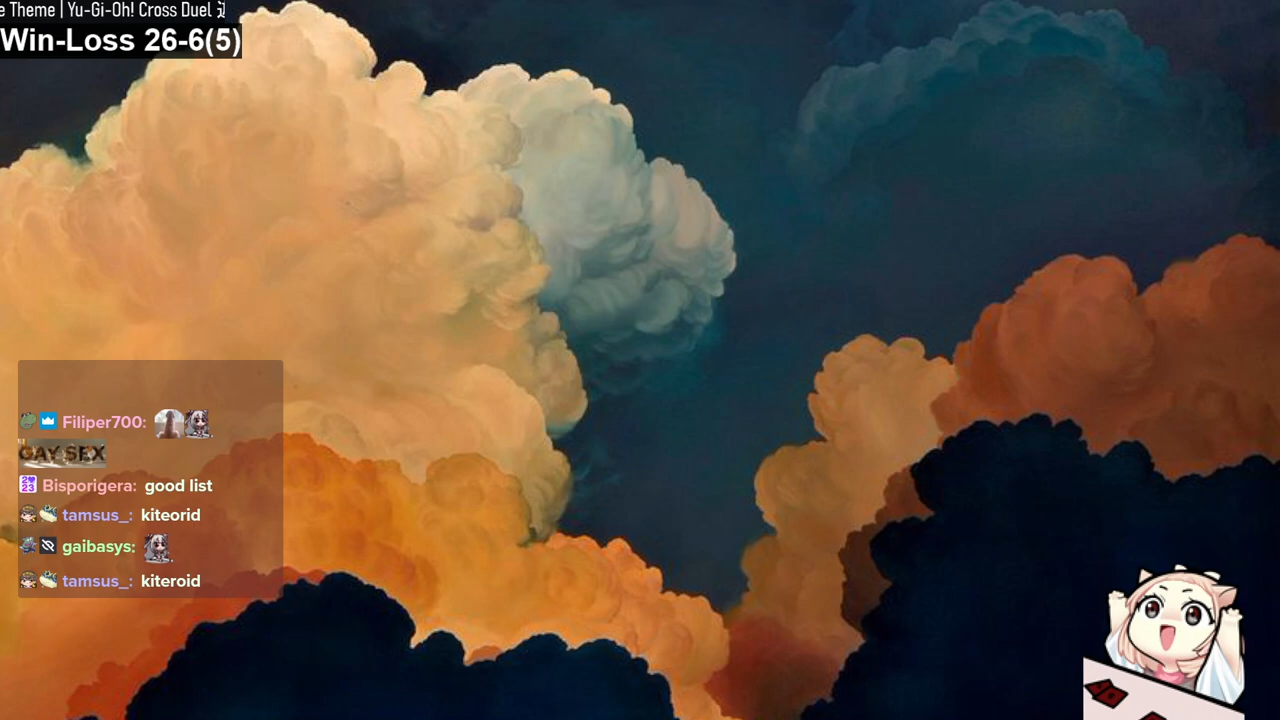 e Theme | Yu-Gi-Oh! Cross Duel
Win-Loss 26-6(5)
Filiper700:
GAY SEX
Bisporigera: good list
tamsus_: kiteorid
gaibasys:
tamsus_: kiteroid